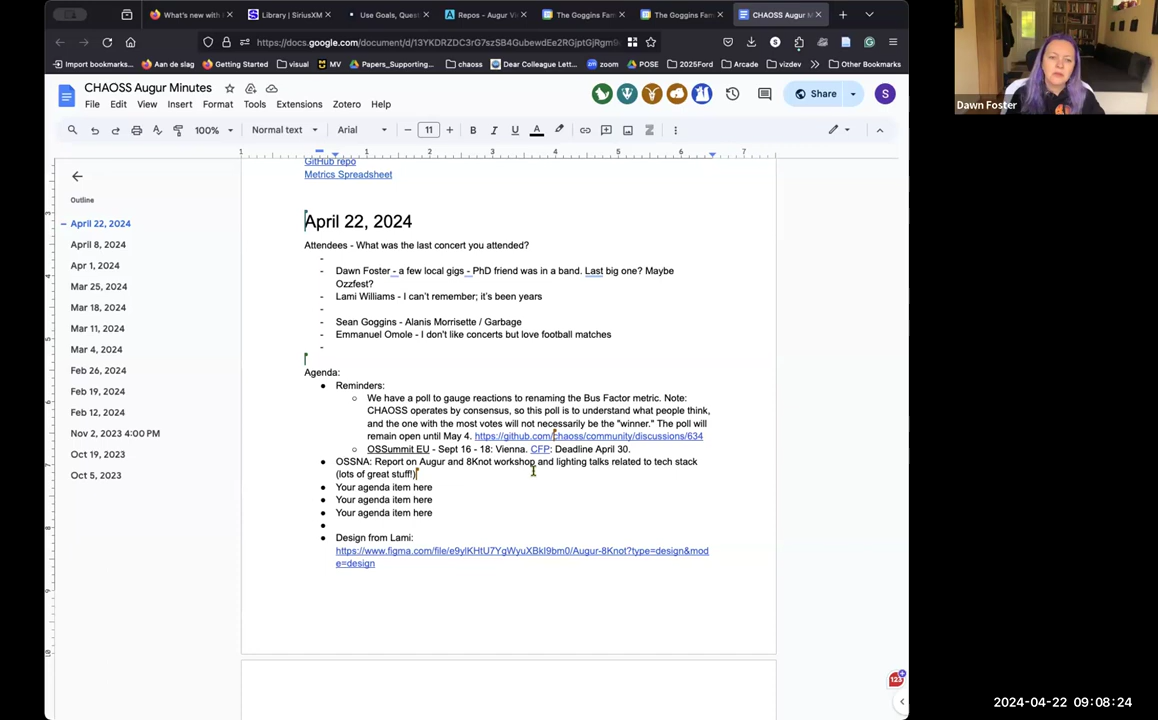 What's new with
Library | SiriusXM
Use Goals, Quest
Repos - Augur Vi
The Goggins Fam
The Goggins Fam
CHAOSS Augur M
https://docs.google.com/document/d/13YKDRZDC3rG7szSB4GubewdEe2RGjptGjRgm9
Import bookmarks...
Aan de slag
Getting Started
visual
MV
Papers_Supporting...
chaoss
Dear Colleague Lett...
zoom
POSE
2025Ford
Arcade
vizdev
Other Bookmarks
CHAOSS Augur Minutes
File Edit View Insert Format Tools Extensions Zotero Help
Share
S
100%
Normal text
Arial
11
B I U A
1 1 2 3 4 5 6 7
Outline
April 22, 2024
April 8, 2024
Apr 1, 2024
Mar 25, 2024
Mar 18, 2024
Mar 11, 2024
Mar 4, 2024
Feb 26, 2024
Feb 19, 2024
Feb 12, 2024
Nov 2, 2023 4:00 PM
Oct 19, 2023
Oct 5, 2023
GitHub repo
Metrics Spreadsheet
April 22, 2024
Attendees - What was the last concert you attended?
-
- Dawn Foster - a few local gigs - PhD friend was in a band. Last big one? Maybe
Ozzfest?
- Lami Williams - I can't remember; it's been years
-
- Sean Goggins - Alanis Morrisette / Garbage
- Emmanuel Omole - I don't like concerts but love football matches
-
Agenda:
● Reminders:
○ We have a poll to gauge reactions to renaming the Bus Factor metric. Note:
CHAOSS operates by consensus, so this poll is to understand what people think,
and the one with the most votes will not necessarily be the "winner." The poll will
remain open until May 4. https://github.com/chaoss/community/discussions/634
○ OSSummit EU - Sept 16 - 18: Vienna. CFP: Deadline April 30.
● OSSNA: Report on Augur and 8Knot workshop and lighting talks related to tech stack
(lots of great stuff!)
● Your agenda item here
● Your agenda item here
● Your agenda item here
●
● Design from Lami:
https://www.figma.com/file/e9ylKHtU7YgWyuXBkI9bm0/Augur-8Knot?type=design&mod
e=design
Dawn Foster
123
2024-04-22 09:08:24